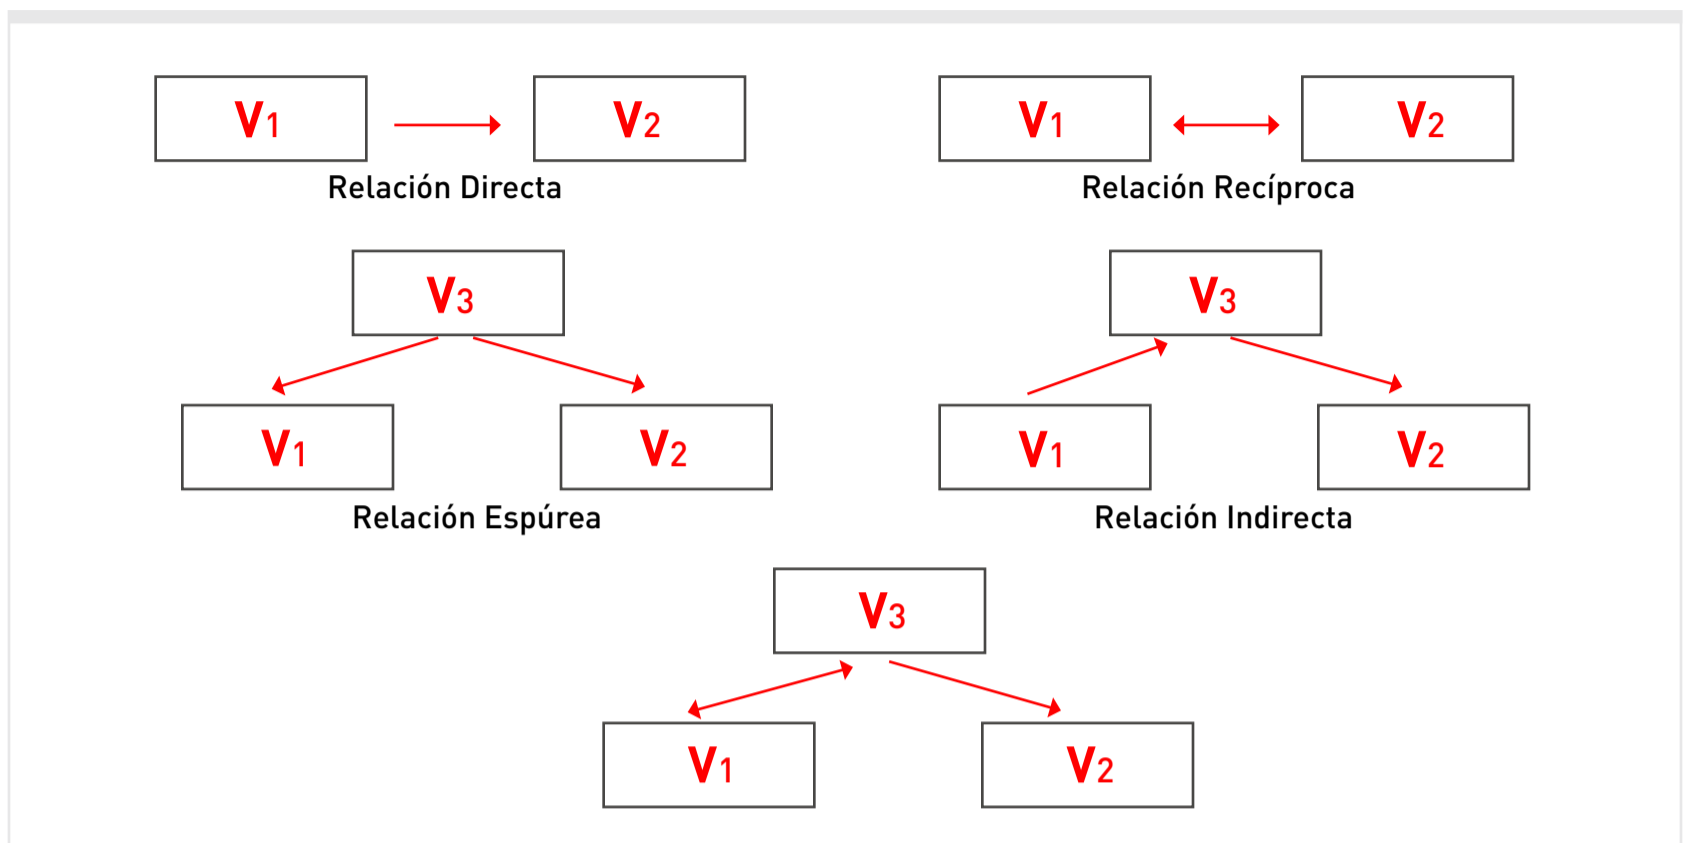 V1 V2 V1 V2
Relación Directa Relación Recíproca
V3 V3
V1 V2 V1 V2
Relación Espúrea Relación Indirecta
V3
V1 V2